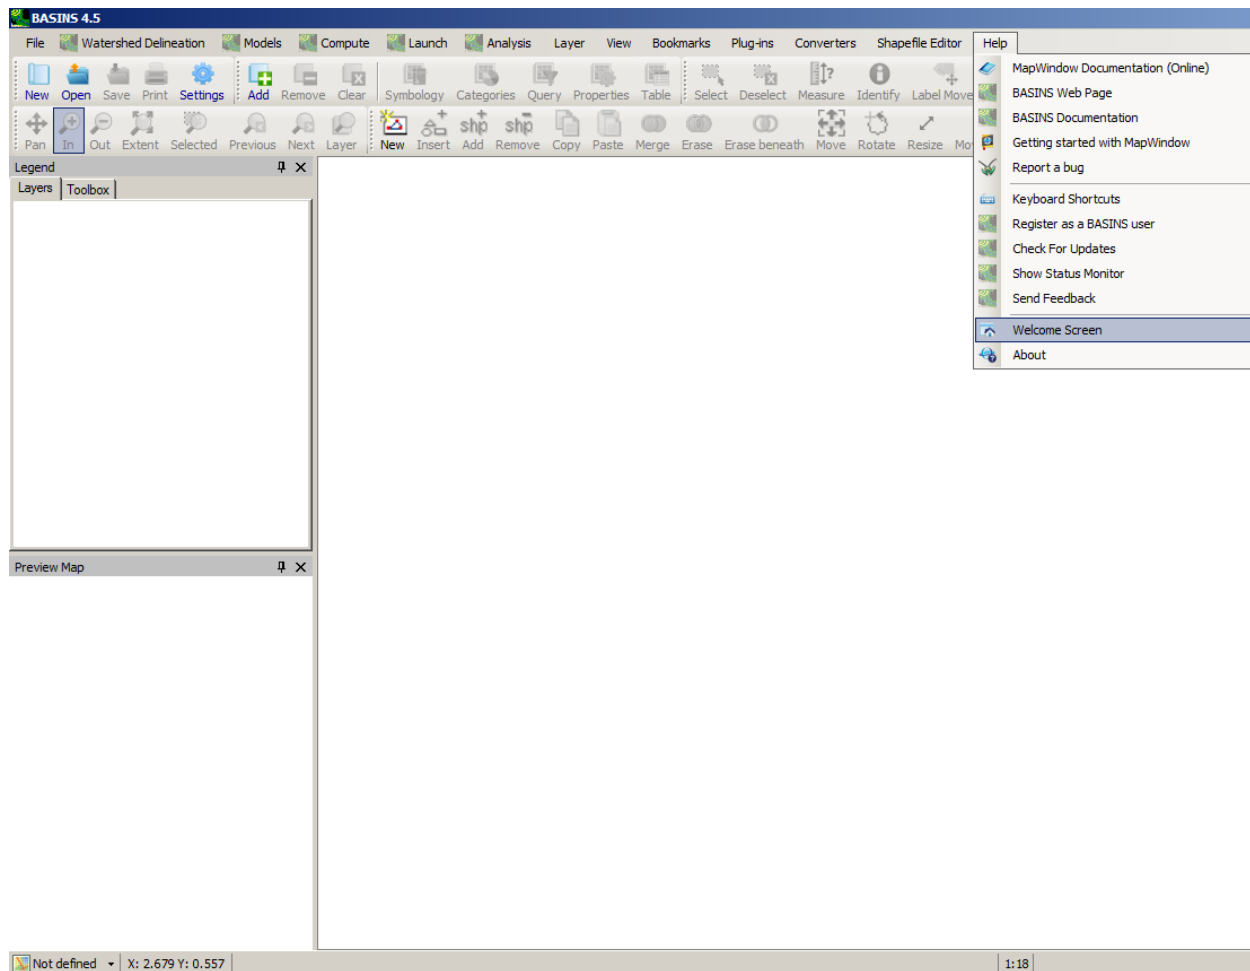 BASINS 4.5
File Watershed Delineation Models Compute Launch Analysis Layer View Bookmarks Plug-ins Converters Shapefile Editor Help
New Open Save Print Settings Add Remove Clear Symbology Categories Query Properties Table Select Deselect Measure Identify Label Move
shp shp
Pan In Out Extent Selected Previous Next Layer New Insert Add Remove Copy Paste Merge Erase Erase beneath Move Rotate Resize Mo
Legend
Layers Toolbox
Preview Map
MapWindow Documentation (Online)
BASINS Web Page
BASINS Documentation
Getting started with MapWindow
Report a bug
Keyboard Shortcuts
Register as a BASINS user
Check For Updates
Show Status Monitor
Send Feedback
Welcome Screen
About
Not defined X: 2.679 Y: 0.557 1:18